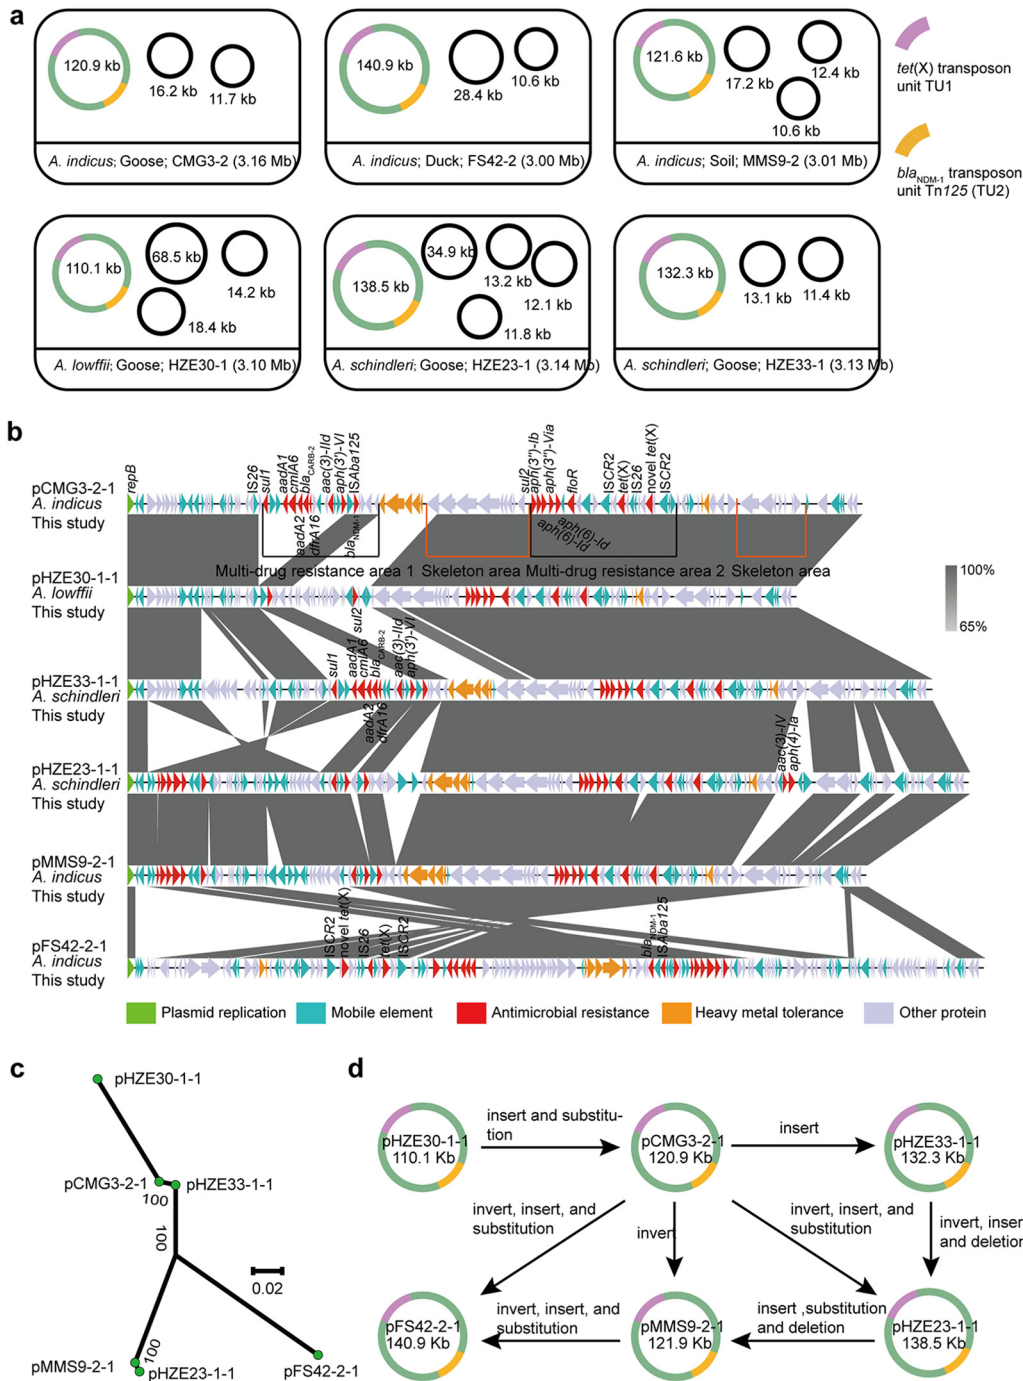 a
120.9 kb
16.2 kb
11.7 kb
A. indicus; Goose; CMG3-2 (3.16 Mb)
140.9 kb
28.4 kb
10.6 kb
A. indicus; Duck; FS42-2 (3.00 Mb)
121.6 kb
17.2 kb
12.4 kb
10.6 kb
A. indicus; Soil; MMS9-2 (3.01 Mb)
tet(X) transposon
unit TU1
blaNDM-1 transposon
unit Tn125 (TU2)
110.1 kb
68.5 kb
14.2 kb
18.4 kb
A. lowffii; Goose; HZE30-1 (3.10 Mb)
138.5 kb
34.9 kb
13.2 kb
12.1 kb
11.8 kb
A. schindleri; Goose; HZE23-1 (3.14 Mb)
132.3 kb
13.1 kb
11.4 kb
A. schindleri; Goose; HZE33-1 (3.13 Mb)
b
repB
IS26
sul1
aadA1
cmlA6
blaCARB-2
aac(3)-IId
aph(3')-VI
ISAba125
sul2
aph(3'')-Ib
aph(3')-VIa
floR
ISCR2
tet(X)
IS26
novel tet(X)
ISCR2
pCMG3-2-1
A. indicus
This study
aadA2
dfrA16
blaNDM-1
aph(6)-Id
aph(6)-Id
Multi-drug resistance area 1
Skeleton area
Multi-drug resistance area 2
Skeleton area
100%
65%
pHZE30-1-1
A. lowffii
This study
sul2
sul1
aadA1
cmlA6
blaCARB-2
aac(3)-IId
aph(3')-VI
pHZE33-1-1
A. schindleri
This study
aadA2
dfrA16
aac(3)-IV
aph(4)-Ia
pHZE23-1-1
A. schindleri
This study
pMMS9-2-1
A. indicus
This study
ISCR2
novel tet(X)
IS26
tet(X)
ISCR2
blaNDM-1
ISAba125
pFS42-2-1
A. indicus
This study
Plasmid replication
Mobile element
Antimicrobial resistance
Heavy metal tolerance
Other protein
c
pHZE30-1-1
pCMG3-2-1
pHZE33-1-1
100
100
0.02
100
pMMS9-2-1
pHZE23-1-1
pFS42-2-1
d
pHZE30-1-1
110.1 Kb
insert and substitu-
tion
pCMG3-2-1
120.9 Kb
insert
pHZE33-1-1
132.3 Kb
invert, insert, and
substitution
invert
invert, insert, and
substitution
invert, inser
and deletion
pFS42-2-1
140.9 Kb
invert, insert, and
substitution
pMMS9-2-1
121.9 Kb
insert ,substitution
and deletion
pHZE23-1-1
138.5 Kb